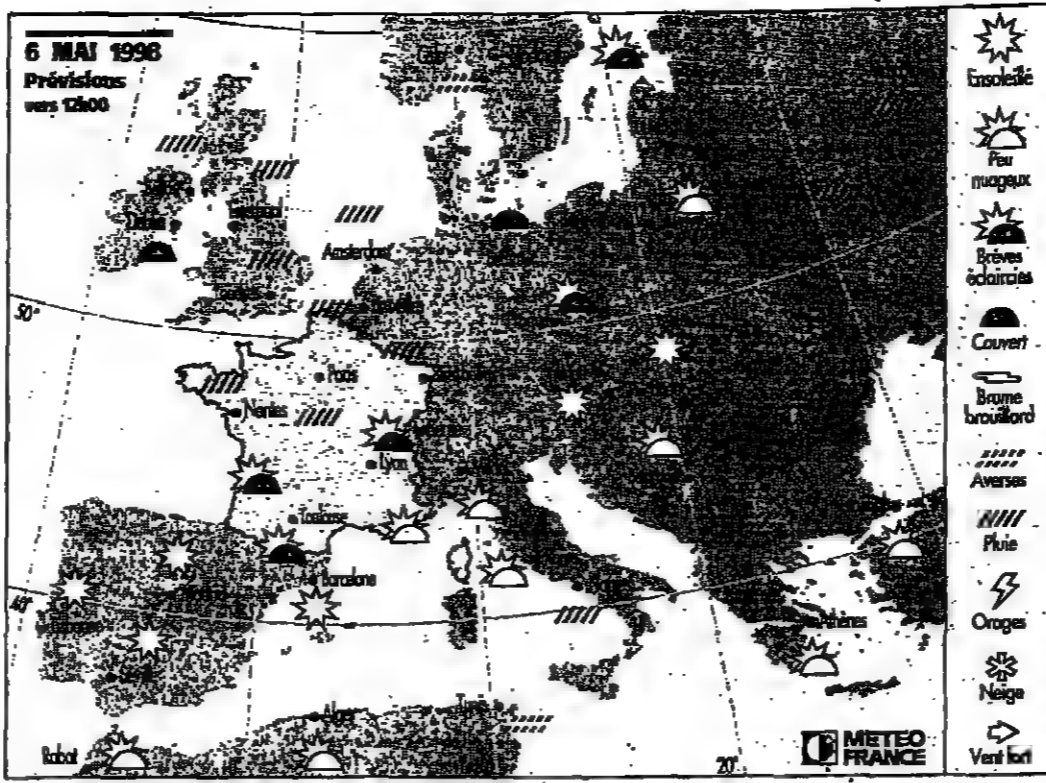 6 MAI 1998
Prévisions
vers 12h00
Amsterdam
50°
Paris
Nantes
Lyon
Toulouse
Barcelone
40°
Athènes
Alger
Tunis
Rabat
20°
METEO
FRANCE
Ensoleillé
Peu
nuageux
Brèves
éclaircies
Couvert
Brume
brouillard
Averses
Pluie
Orages
Neige
Vent fort